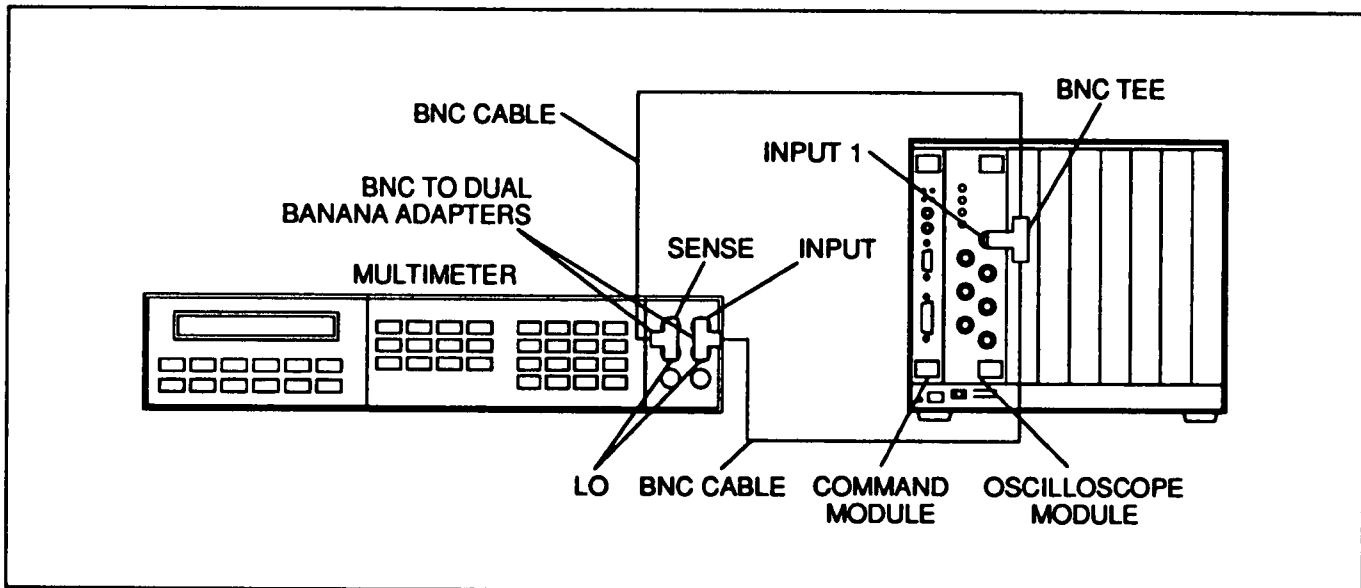 BNC TEE
BNC CABLE
INPUT 1
BNC TO DUAL
BANANA ADAPTERS
SENSE
INPUT
MULTIMETER
LO
BNC CABLE
COMMAND
MODULE
OSCILLOSCOPE
MODULE